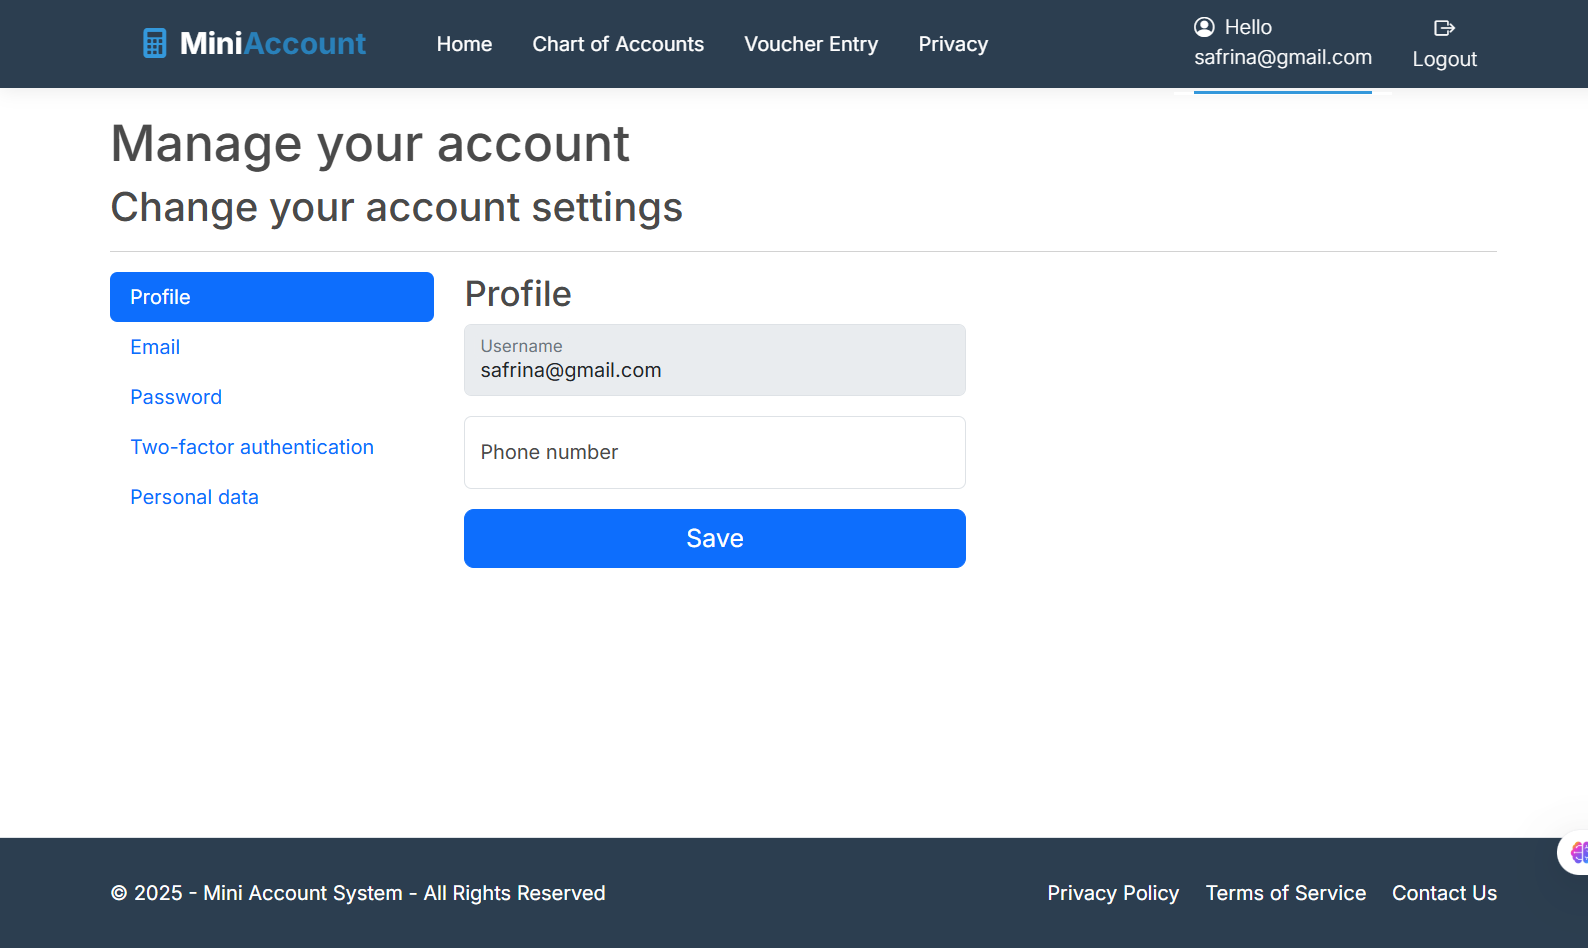 MiniAccount Home Chart of Accounts Voucher Entry Privacy
Hello
safrina@gmail.com
Logout
Manage your account
Change your account settings
Profile
Email
Password
Two-factor authentication
Personal data
Profile
Username
safrina@gmail.com
Phone number
Save
© 2025 - Mini Account System - All Rights Reserved
Privacy Policy Terms of Service Contact Us